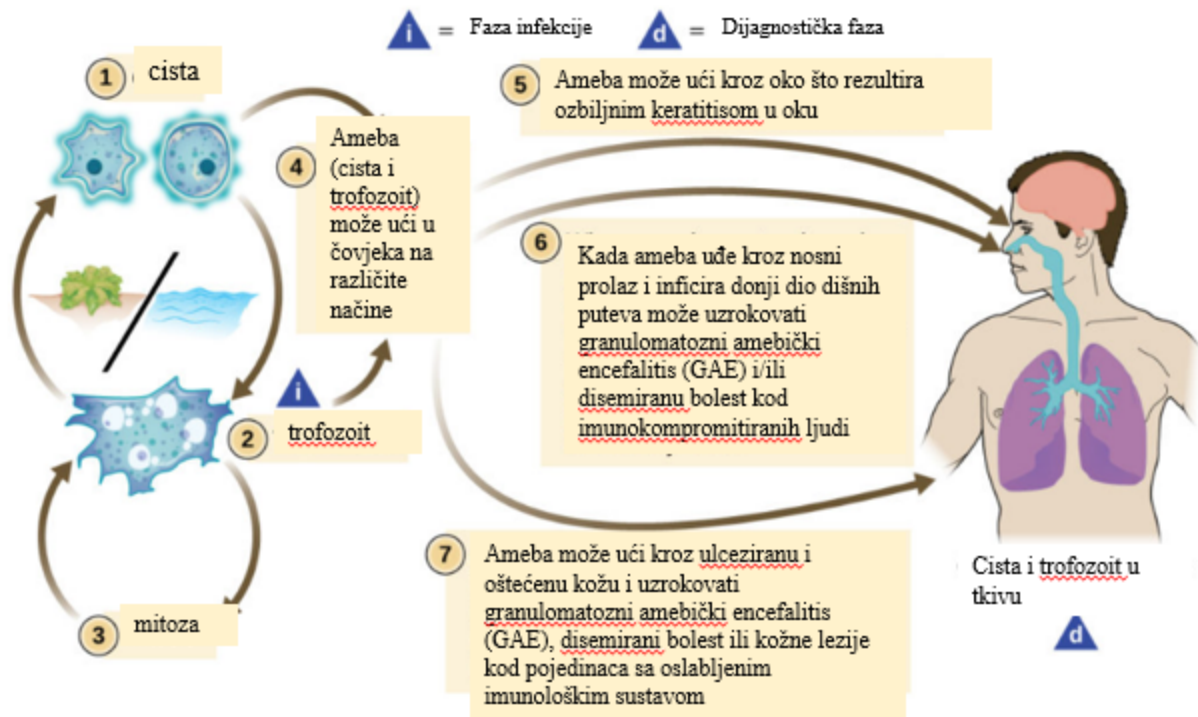 i = Faza infekcije
d = Dijagnostička faza
1 cista
2 trofozoit
i
3 mitoza
4 Ameba
(cista i
trofozoit)
može ući u
čovjeka na
različite
načine
5 Ameba može ući kroz oko što rezultira
ozbiljnim keratitisom u oku
6 Kada ameba uđe kroz nosni
prolaz i inficira donji dio dišnih
puteva može uzrokovati
granulomatozni amebički
encefalitis (GAE) i/ili
disemiranu bolest kod
imunokompromitiranih ljudi
7 Ameba može ući kroz ulceziranu i
oštećenu kožu i uzrokovati
granulomatozni amebički encefalitis
(GAE), disemirani bolest ili kožne lezije
kod pojedinaca sa oslabljenim
imunološkim sustavom
Cista i trofozoit u
tkivu
d